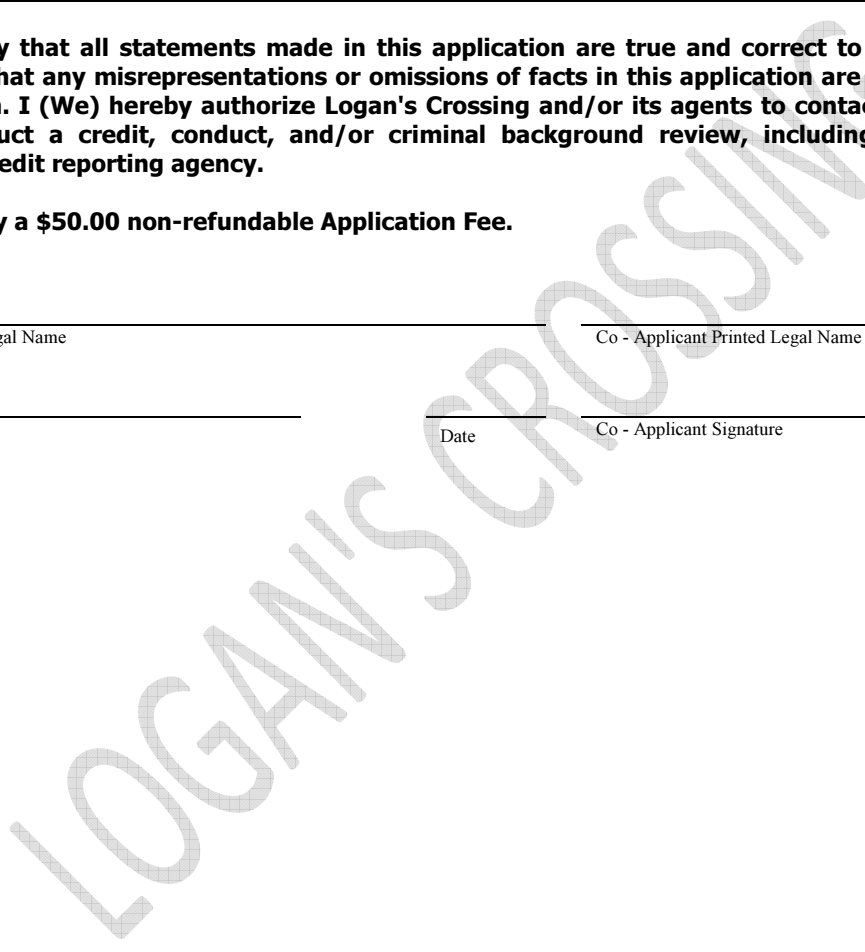 y that all statements made in this application are true and correct to
hat any misrepresentations or omissions of facts in this application are
. I (We) hereby authorize Logan's Crossing and/or its agents to contac
uct a credit, conduct, and/or criminal background review, including
edit reporting agency.
y a $50.00 non-refundable Application Fee.
gal Name
Co - Applicant Printed Legal Name
Date
Co - Applicant Signature
LOGAN'S CROSSING